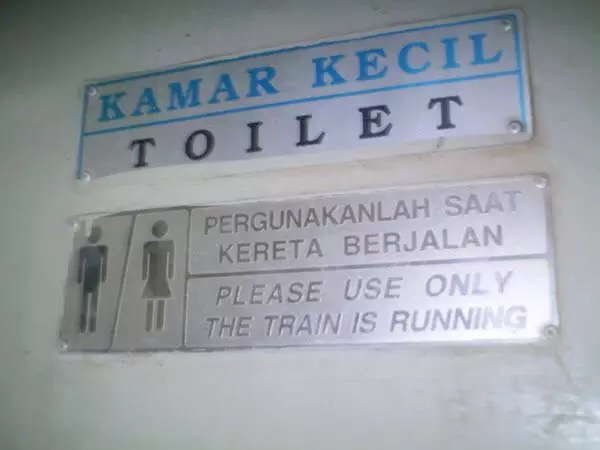 KAMAR KECIL
TOILET
PERGUNAKANLAH SAAT
KERETA BERJALAN
PLEASE USE ONLY
THE TRAIN IS RUNNING